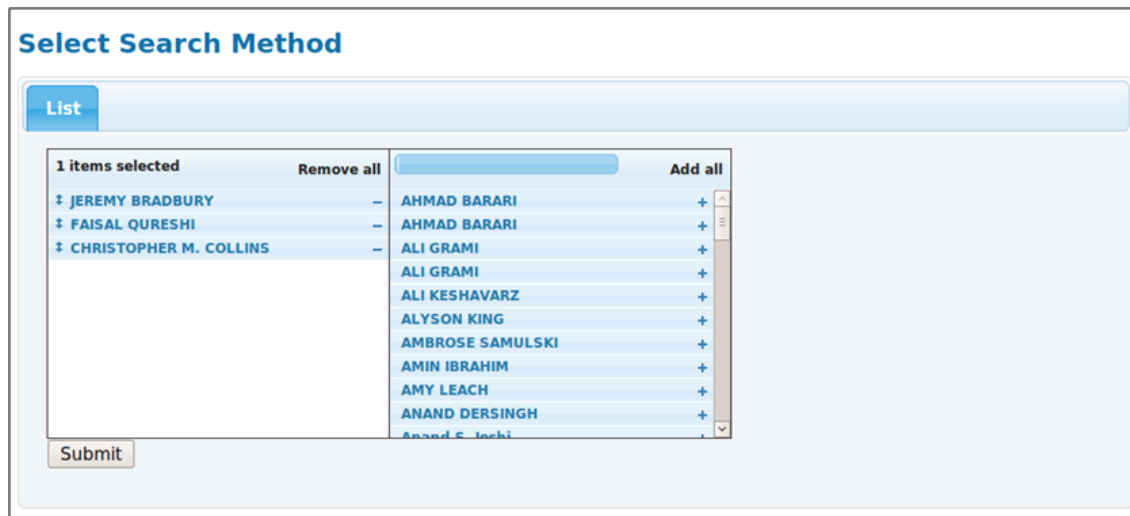 Select Search Method
List
1 items selected
Remove all
Add all
JEREMY BRADBURY
FAISAL QURESHI
CHRISTOPHER M. COLLINS
AHMAD BARARI
AHMAD BARARI
ALI GRAMI
ALI GRAMI
ALI KESHAVARZ
ALYSON KING
AMBROSE SAMULSKI
AMIN IBRAHIM
AMY LEACH
ANAND DERSINGH
Anand S. Joshi
Submit